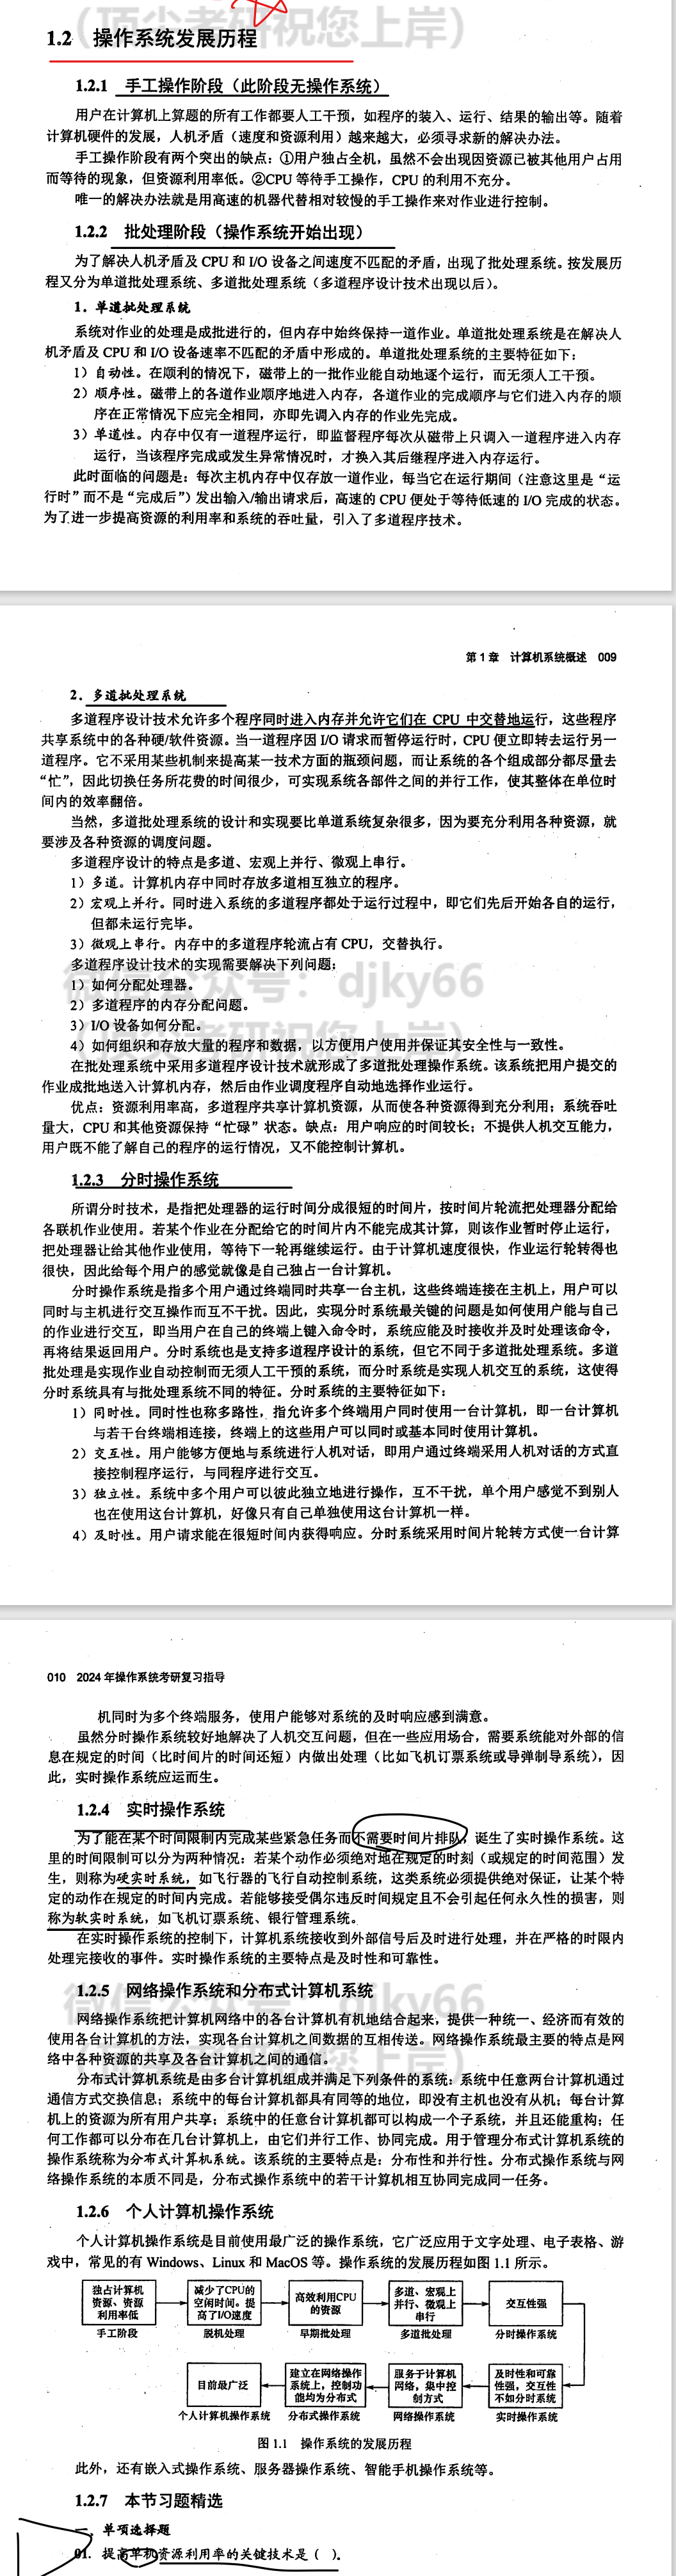 （顶尖考研祝您上岸）
1.2 操作系统发展历程
1.2.1 手工操作阶段（此阶段无操作系统）
用户在计算机上算题的所有工作都要人工干预，如程序的装入、运行、结果的输出等。随着
计算机硬件的发展，人机矛盾（速度和资源利用）越来越大，必须寻求新的解决办法。
手工操作阶段有两个突出的缺点：①用户独占全机，虽然不会出现因资源已被其他用户占用
而等待的现象，但资源利用率低。②CPU 等待手工操作，CPU 的利用不充分。
唯一的解决办法就是用高速的机器代替相对较慢的手工操作来对作业进行控制。
1.2.2 批处理阶段（操作系统开始出现）
为了解决人机矛盾及 CPU 和 I/O 设备之间速度不匹配的矛盾，出现了批处理系统。按发展历
程又分为单道批处理系统、多道批处理系统（多道程序设计技术出现以后）。
1．单道批处理系统
系统对作业的处理是成批进行的，但内存中始终保持一道作业。单道批处理系统是在解决人
机矛盾及 CPU 和 I/O 设备速率不匹配的矛盾中形成的。单道批处理系统的主要特征如下：
1）自动性。在顺利的情况下，磁带上的一批作业能自动地逐个运行，而无须人工干预。
2）顺序性。磁带上的各道作业顺序地进入内存，各道作业的完成顺序与它们进入内存的顺
序在正常情况下应完全相同，亦即先调入内存的作业先完成。
3）单道性。内存中仅有一道程序运行，即监督程序每次从磁带上只调入一道程序进入内存
运行，当该程序完成或发生异常情况时，才换入其后继程序进入内存运行。
此时面临的问题是：每次主机内存中仅存放一道作业，每当它在运行期间（注意这里是“运
行时”而不是“完成后”）发出输入/输出请求后，高速的 CPU 便处于等待低速的 I/O 完成的状态。
为了进一步提高资源的利用率和系统的吞吐量，引入了多道程序技术。
第 1 章 计算机系统概述 009
2．多道批处理系统
多道程序设计技术允许多个程序同时进入内存并允许它们在 CPU 中交替地运行，这些程序
共享系统中的各种硬/软件资源。当一道程序因 I/O 请求而暂停运行时，CPU 便立即转去运行另一
道程序。它不采用某些机制来提高某一技术方面的瓶颈问题，而让系统的各个组成部分都尽量去
“忙”，因此切换任务所花费的时间很少，可实现系统各部件之间的并行工作，使其整体在单位时
间内的效率翻倍。
当然，多道批处理系统的设计和实现要比单道系统复杂很多，因为要充分利用各种资源，就
要涉及各种资源的调度问题。
多道程序设计的特点是多道、宏观上并行、微观上串行。
1）多道。计算机内存中同时存放多道相互独立的程序。
2）宏观上并行。同时进入系统的多道程序都处于运行过程中，即它们先后开始各自的运行，
但都未运行完毕。
3）微观上串行。内存中的多道程序轮流占有 CPU，交替执行。
多道程序设计技术的实现需要解决下列问题：
微信公众号：djky66
1）如何分配处理器。
2）多道程序的内存分配问题。
3）I/O 设备如何分配。
（顶尖考研祝您上岸）
4）如何组织和存放大量的程序和数据，以方便用户使用并保证其安全性与一致性。
在批处理系统中采用多道程序设计技术就形成了多道批处理操作系统。该系统把用户提交的
作业成批地送入计算机内存，然后由作业调度程序自动地选择作业运行。
优点：资源利用率高，多道程序共享计算机资源，从而使各种资源得到充分利用；系统吞吐
量大，CPU 和其他资源保持“忙碌”状态。缺点：用户响应的时间较长；不提供人机交互能力，
用户既不能了解自己的程序的运行情况，又不能控制计算机。
1.2.3 分时操作系统
所谓分时技术，是指把处理器的运行时间分成很短的时间片，按时间片轮流把处理器分配给
各联机作业使用。若某个作业在分配给它的时间片内不能完成其计算，则该作业暂时停止运行，
把处理器让给其他作业使用，等待下一轮再继续运行。由于计算机速度很快，作业运行轮转得也
很快，因此给每个用户的感觉就像是自己独占一台计算机。
分时操作系统是指多个用户通过终端同时共享一台主机，这些终端连接在主机上，用户可以
同时与主机进行交互操作而互不干扰。因此，实现分时系统最关键的问题是如何使用户能与自己
的作业进行交互，即当用户在自己的终端上键入命令时，系统应能及时接收并及时处理该命令，
再将结果返回用户。分时系统也是支持多道程序设计的系统，但它不同于多道批处理系统。多道
批处理是实现作业自动控制而无须人工干预的系统，而分时系统是实现人机交互的系统，这使得
分时系统具有与批处理系统不同的特征。分时系统的主要特征如下：
1）同时性。同时性也称多路性，指允许多个终端用户同时使用一台计算机，即一台计算机
与若干台终端相连接，终端上的这些用户可以同时或基本同时使用计算机。
2）交互性。用户能够方便地与系统进行人机对话，即用户通过终端采用人机对话的方式直
接控制程序运行，与同程序进行交互。
3）独立性。系统中多个用户可以彼此独立地进行操作，互不干扰，单个用户感觉不到别人
也在使用这台计算机，好像只有自己单独使用这台计算机一样。
4）及时性。用户请求能在很短时间内获得响应。分时系统采用时间片轮转方式使一台计算
010 2024 年操作系统考研复习指导
机同时为多个终端服务，使用户能够对系统的及时响应感到满意。
虽然分时操作系统较好地解决了人机交互问题，但在一些应用场合，需要系统能对外部的信
息在规定的时间（比时间片的时间还短）内做出处理（比如飞机订票系统或导弹制导系统），因
此，实时操作系统应运而生。
1.2.4 实时操作系统
为了能在某个时间限制内完成某些紧急任务而不需要时间片排队，诞生了实时操作系统。这
里的时间限制可以分为两种情况：若某个动作必须绝对地在规定的时刻（或规定的时间范围）发
生，则称为硬实时系统，如飞行器的飞行自动控制系统，这类系统必须提供绝对保证，让某个特
定的动作在规定的时间内完成。若能够接受偶尔违反时间规定且不会引起任何永久性的损害，则
称为软实时系统，如飞机订票系统、银行管理系统。
在实时操作系统的控制下，计算机系统接收到外部信号后及时进行处理，并在严格的时限内
处理完接收的事件。实时操作系统的主要特点是及时性和可靠性。
1.2.5 网络操作系统和分布式计算机系统
微信公众号：djky66
网络操作系统把计算机网络中的各台计算机有机地结合起来，提供一种统一、经济而有效的
使用各台计算机的方法，实现各台计算机之间数据的互相传送。网络操作系统最主要的特点是网
络中各种资源的共享及各台计算机之间的通信。
（顶尖考研祝您上岸）
分布式计算机系统是由多台计算机组成并满足下列条件的系统：系统中任意两台计算机通过
通信方式交换信息；系统中的每台计算机都具有同等的地位，即没有主机也没有从机；每台计算
机上的资源为所有用户共享；系统中的任意台计算机都可以构成一个子系统，并且还能重构；任
何工作都可以分布在几台计算机上，由它们并行工作、协同完成。用于管理分布式计算机系统的
操作系统称为分布式计算机系统。该系统的主要特点是：分布性和并行性。分布式操作系统与网
络操作系统的本质不同是，分布式操作系统中的若干计算机相互协同完成同一任务。
1.2.6 个人计算机操作系统
个人计算机操作系统是目前使用最广泛的操作系统，它广泛应用于文字处理、电子表格、游
戏中，常见的有 Windows、Linux 和 MacOS 等。操作系统的发展历程如图 1.1 所示。
独占计算机
资源、资源
利用率低
手工阶段
减少了CPU的
空闲时间。提
高了I/O速度
脱机处理
高效利用CPU
的资源
早期批处理
多道、宏观上
并行、微观上
串行
多道批处理
交互性强
分时操作系统
目前最广泛
个人计算机操作系统
建立在网络操作
系统上，控制功
能均为分布式
分布式操作系统
服务于计算机
网络，集中控
制方式
网络操作系统
及时性和可靠
性强，交互性
不如分时系统
实时操作系统
图 1.1 操作系统的发展历程
此外，还有嵌入式操作系统、服务器操作系统、智能手机操作系统等。
1.2.7 本节习题精选
一、单项选择题
01. 提高单机资源利用率的关键技术是（ ）。